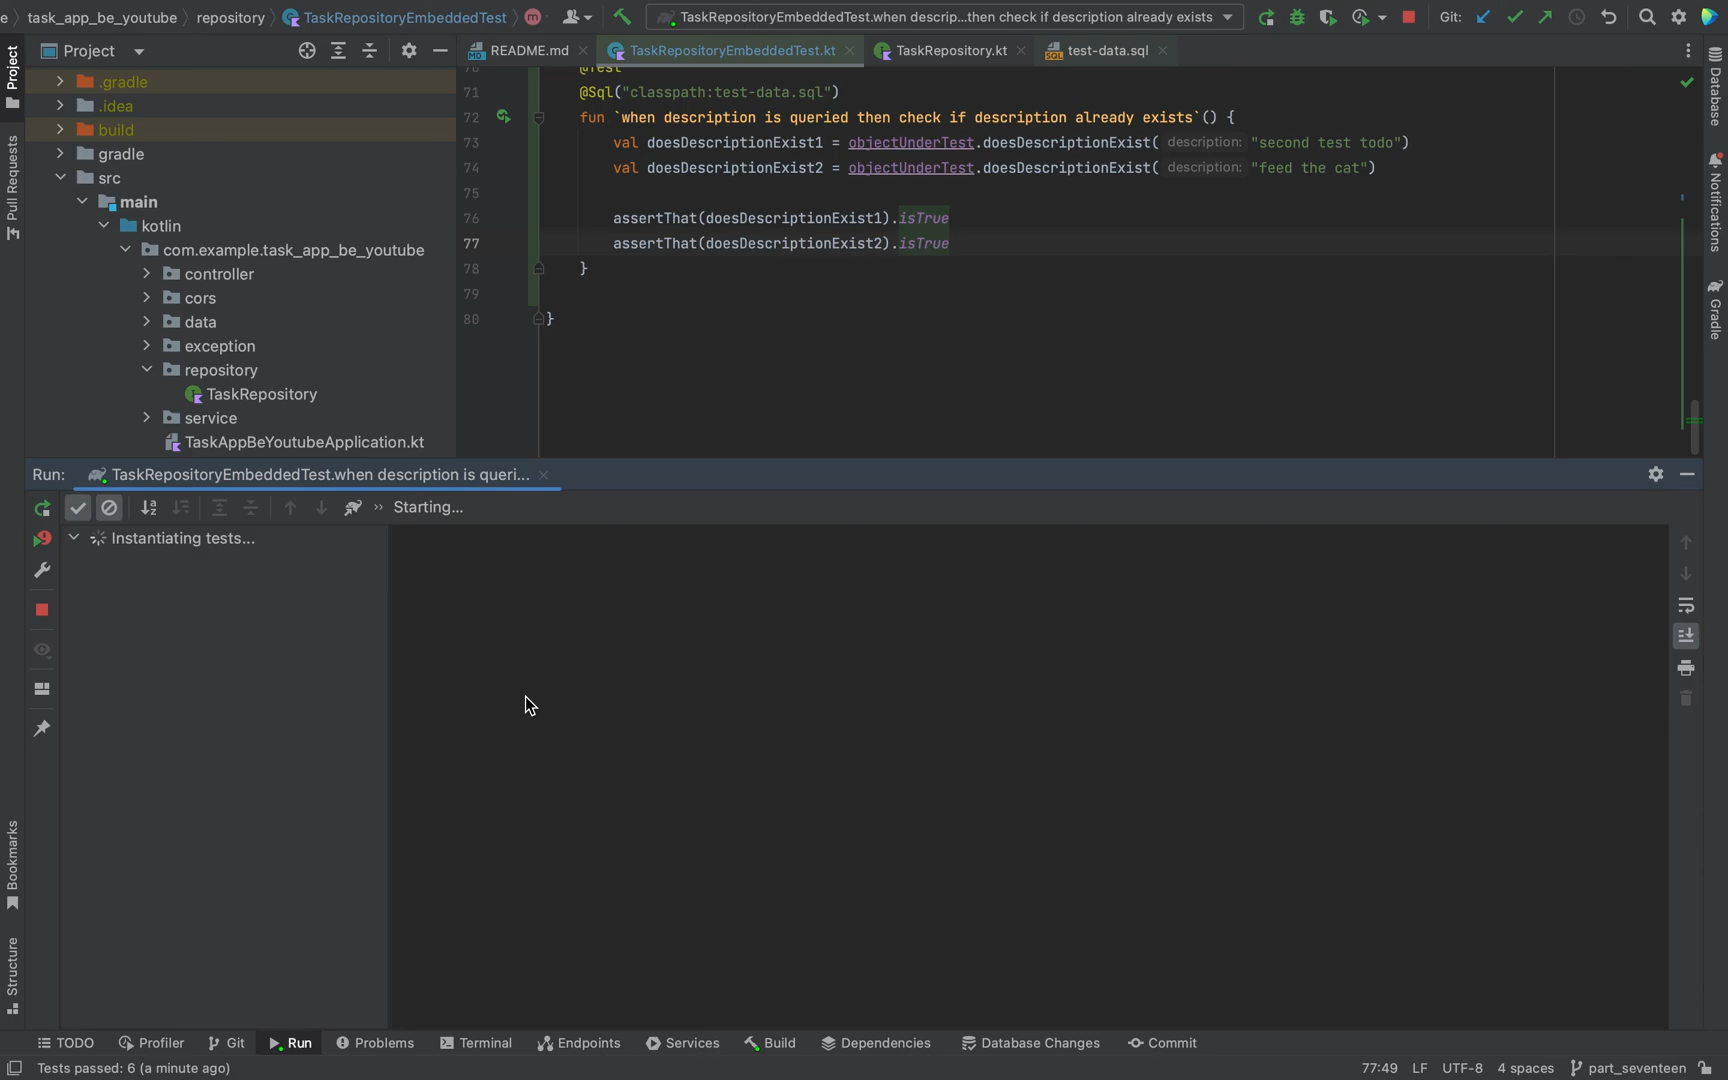 e › task_app_be_youtube › repository › TaskRepositoryEmbeddedTest › m
TaskRepositoryEmbeddedTest.when descrip...then check if description already exists
Git:
Project
README.md
TaskRepositoryEmbeddedTest.kt
TaskRepository.kt
test-data.sql
.gradle
.idea
build
gradle
src
main
kotlin
com.example.task_app_be_youtube
controller
cors
data
exception
repository
TaskRepository
service
TaskAppBeYoutubeApplication.kt
70 @Test
71 @Sql("classpath:test-data.sql")
72 fun `when description is queried then check if description already exists`() {
73 val doesDescriptionExist1 = objectUnderTest.doesDescriptionExist( description: "second test todo")
74 val doesDescriptionExist2 = objectUnderTest.doesDescriptionExist( description: "feed the cat")
75
76 assertThat(doesDescriptionExist1).isTrue
77 assertThat(doesDescriptionExist2).isTrue
78 }
79
80 }
Project
Pull Requests
Bookmarks
Structure
Database
Notifications
Gradle
Run: TaskRepositoryEmbeddedTest.when description is queri...
» Starting...
Instantiating tests...
TODO Profiler Git Run Problems Terminal Endpoints Services Build Dependencies Database Changes Commit
Tests passed: 6 (a minute ago)
77:49 LF UTF-8 4 spaces part_seventeen